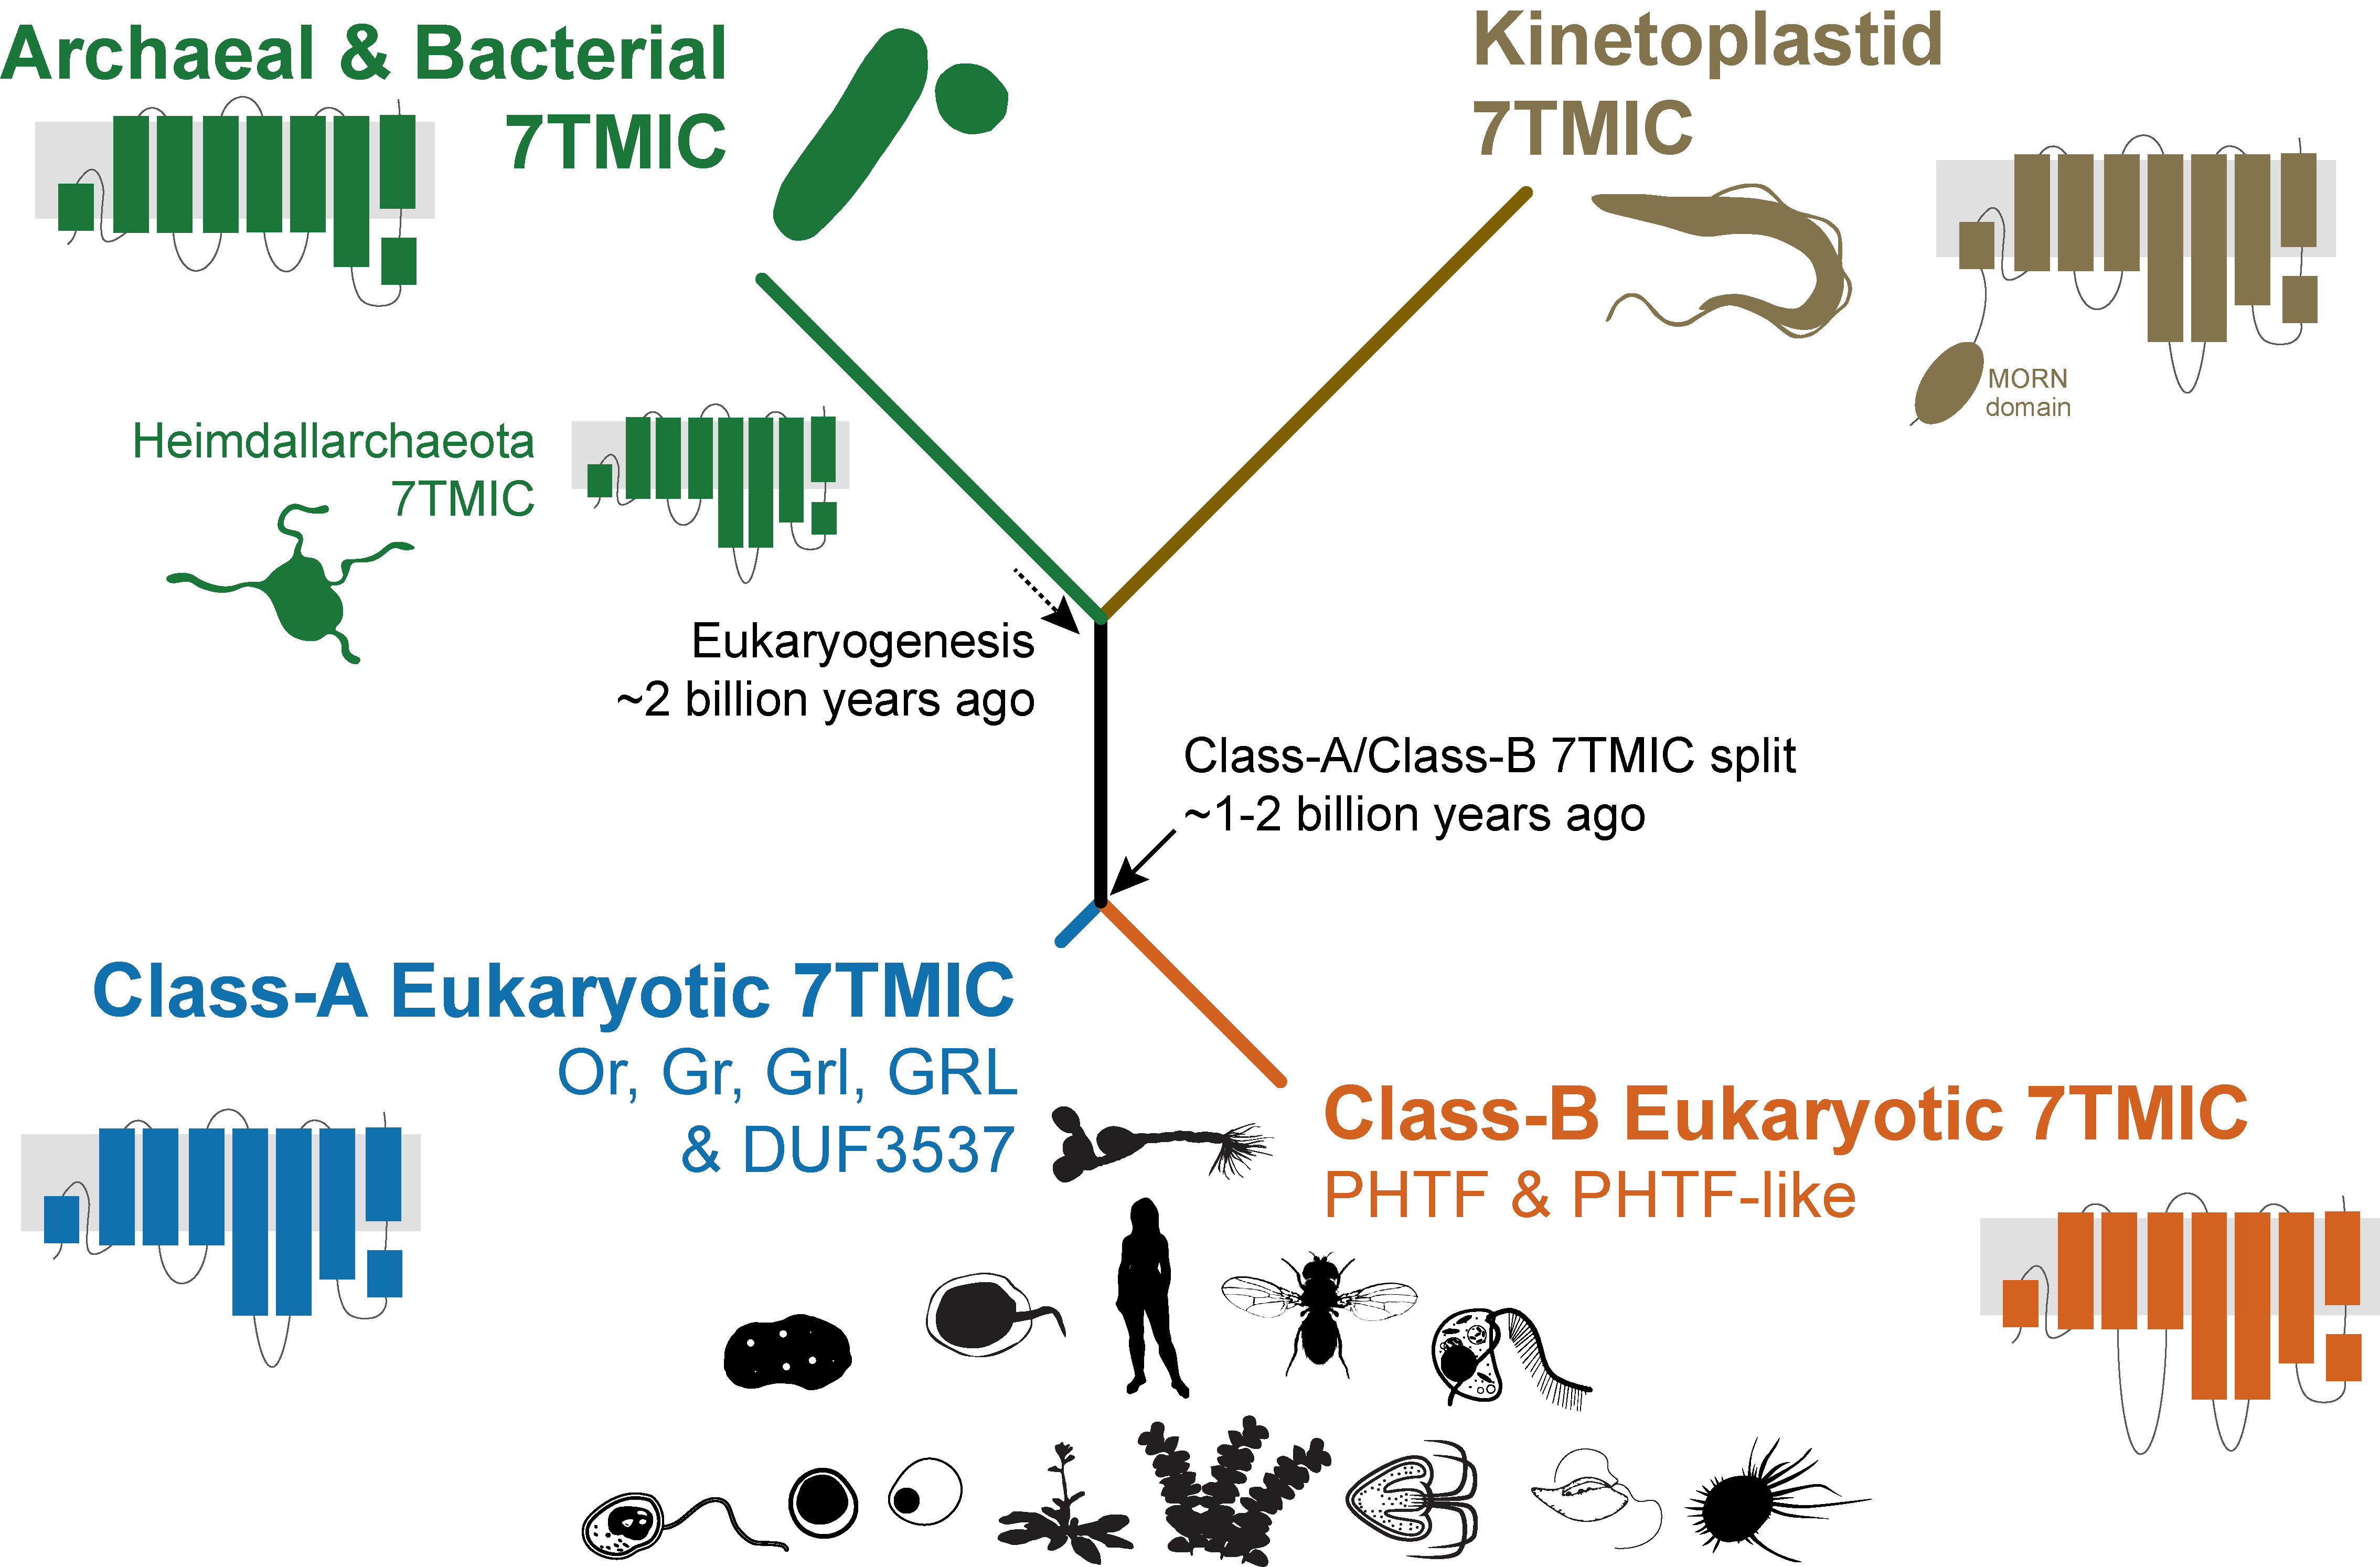 Archaeal & Bacterial
7TMIC
Kinetoplastid
7TMIC
MORN
domain
Heimdallarchaeota
7TMIC
Eukaryogenesis
~2 billion years ago
Class-A/Class-B 7TMIC split
~1-2 billion years ago
Class-A Eukaryotic 7TMIC
Or, Gr, Grl, GRL
& DUF3537
Class-B Eukaryotic 7TMIC
PHTF & PHTF-like